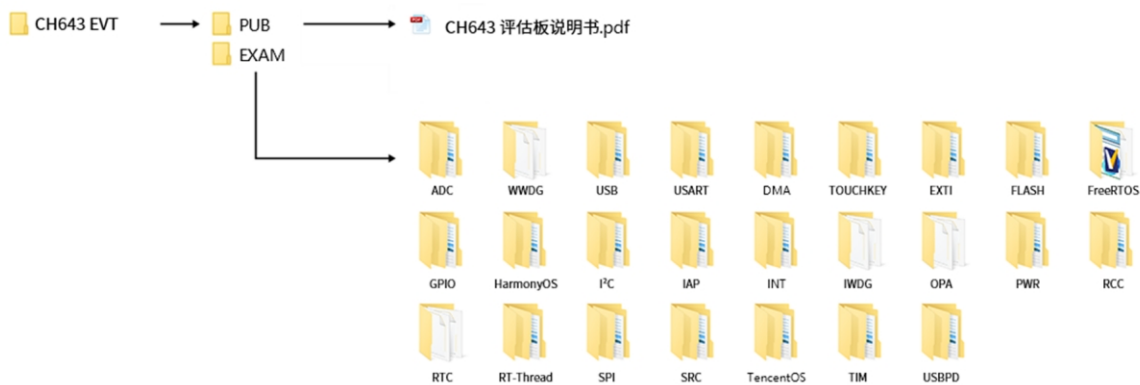 CH643 EVT
PUB
CH643 评估板说明书.pdf
EXAM
ADC WWDG USB USART DMA TOUCHKEY EXTI FLASH FreeRTOS
GPIO HarmonyOS I²C IAP INT IWDG OPA PWR RCC
RTC RT-Thread SPI SRC TencentOS TIM USBPD